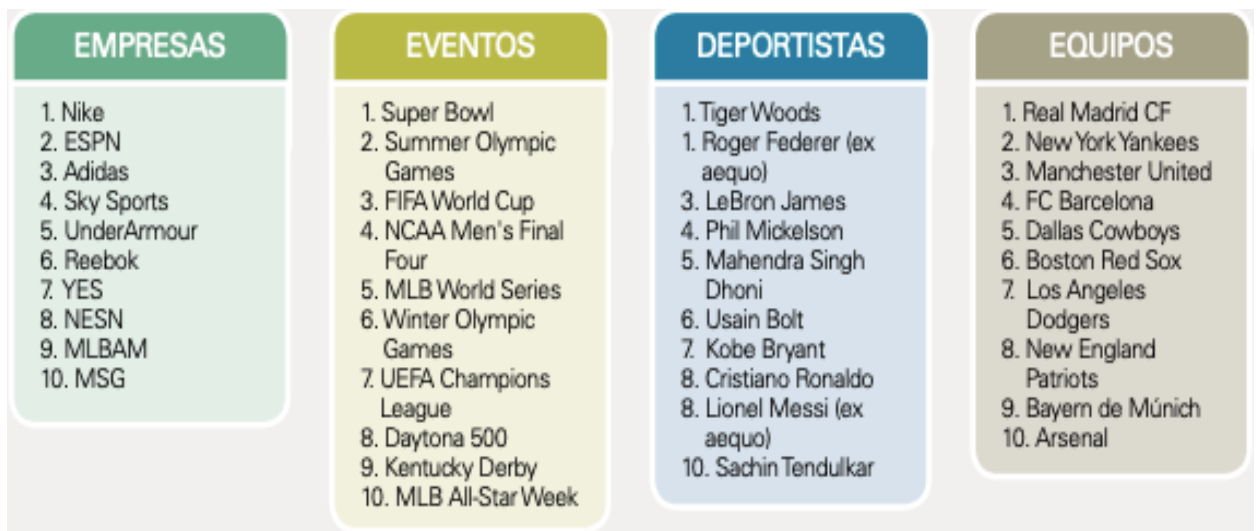 EMPRESAS
1. Nike
2. ESPN
3. Adidas
4. Sky Sports
5. UnderArmour
6. Reebok
7. YES
8. NESN
9. MLBAM
10. MSG
EVENTOS
1. Super Bowl
2. Summer Olympic
Games
3. FIFA World Cup
4. NCAA Men's Final
Four
5. MLB World Series
6. Winter Olympic
Games
7. UEFA Champions
League
8. Daytona 500
9. Kentucky Derby
10. MLB All-Star Week
DEPORTISTAS
1. Tiger Woods
1. Roger Federer (ex
aequo)
3. LeBron James
4. Phil Mickelson
5. Mahendra Singh
Dhoni
6. Usain Bolt
7. Kobe Bryant
8. Cristiano Ronaldo
8. Lionel Messi (ex
aequo)
10. Sachin Tendulkar
EQUIPOS
1. Real Madrid CF
2. New York Yankees
3. Manchester United
4. FC Barcelona
5. Dallas Cowboys
6. Boston Red Sox
7. Los Angeles
Dodgers
8. New England
Patriots
9. Bayern de Múnich
10. Arsenal